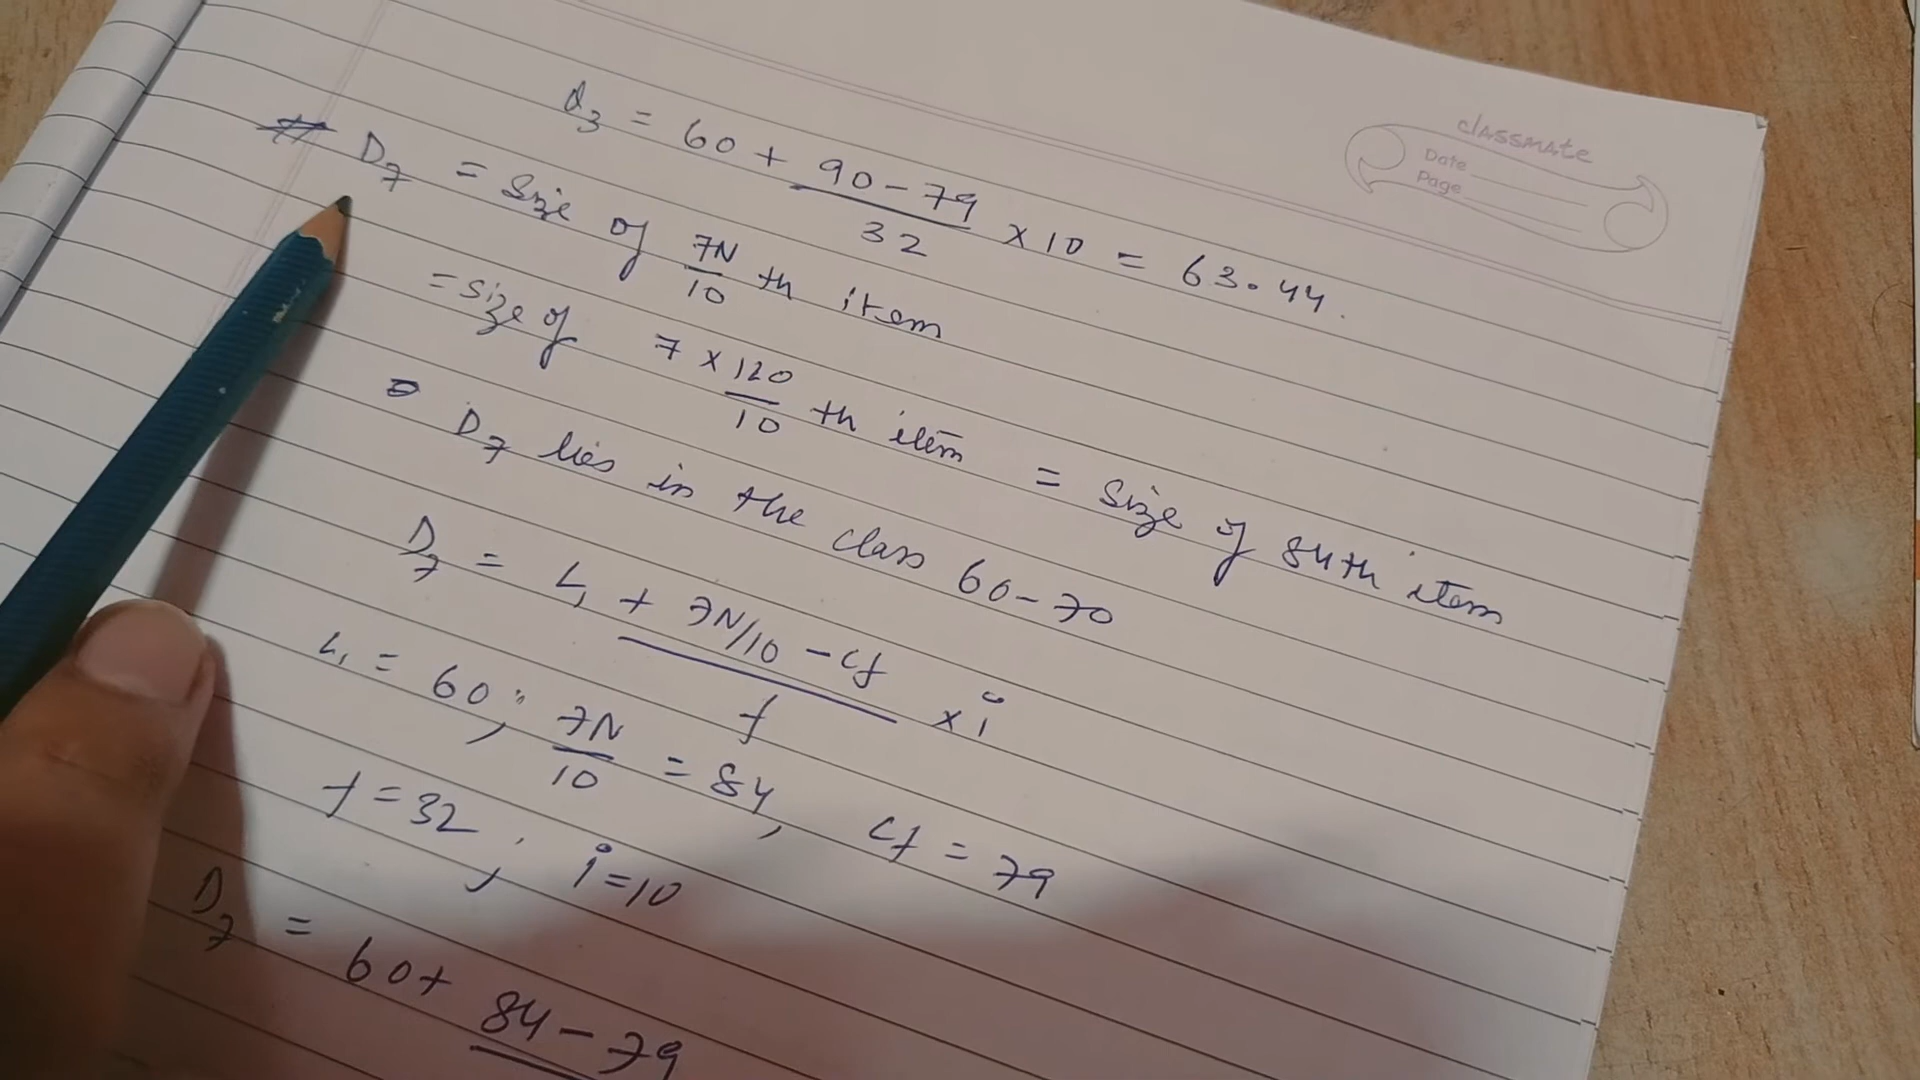 classmate
Date
Page
Q3 = 60 + 90 - 79 / 32 × 10 = 63.44.
# D7 = Size of 7N/10 th item
= size of 7 × 120/10 th item = Size of 84th item
D7 lies in the class 60-70
D7 = L1 + 7N/10 - cf / f × i
L1 = 60; 7N/10 = 84, cf = 79
f = 32; i = 10
D7 = 60 + 84 - 79